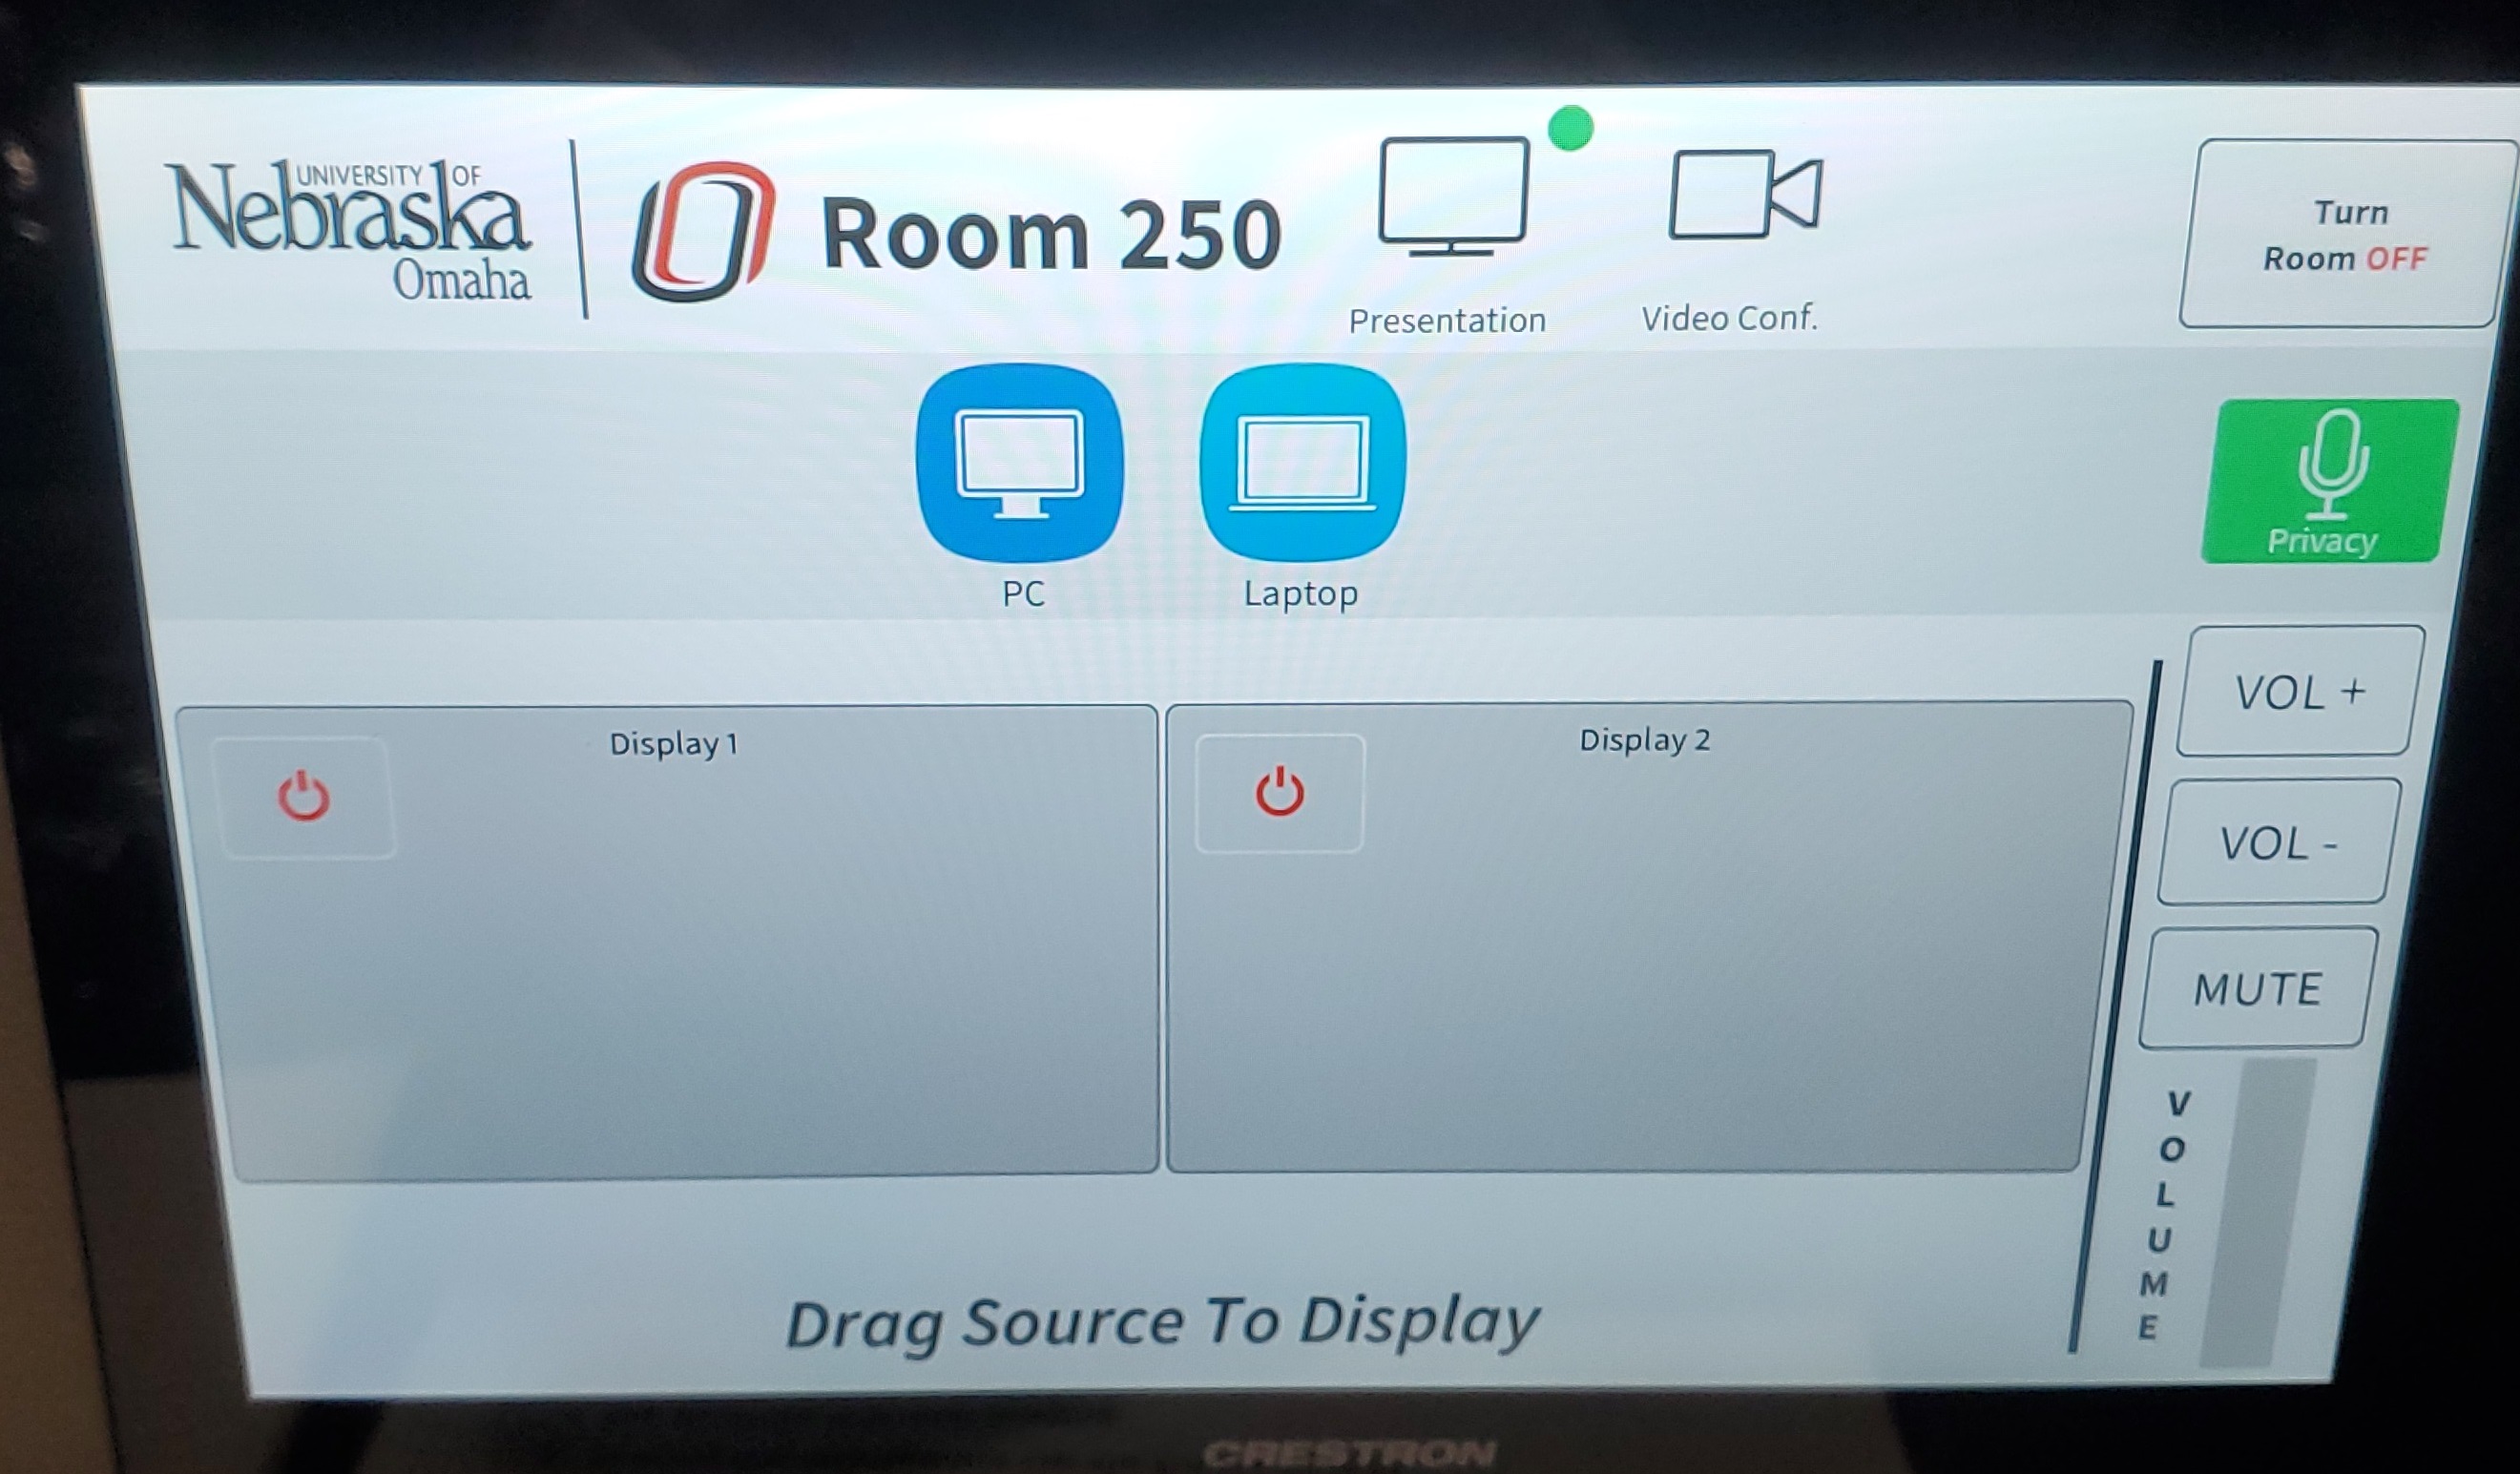 UNIVERSITY OF
Nebraska
Omaha
Room 250
Presentation
Video Conf.
Turn
Room OFF
PC
Laptop
Privacy
Display 1
Display 2
VOL +
VOL -
MUTE
VOLUME
Drag Source To Display
CRESTRON